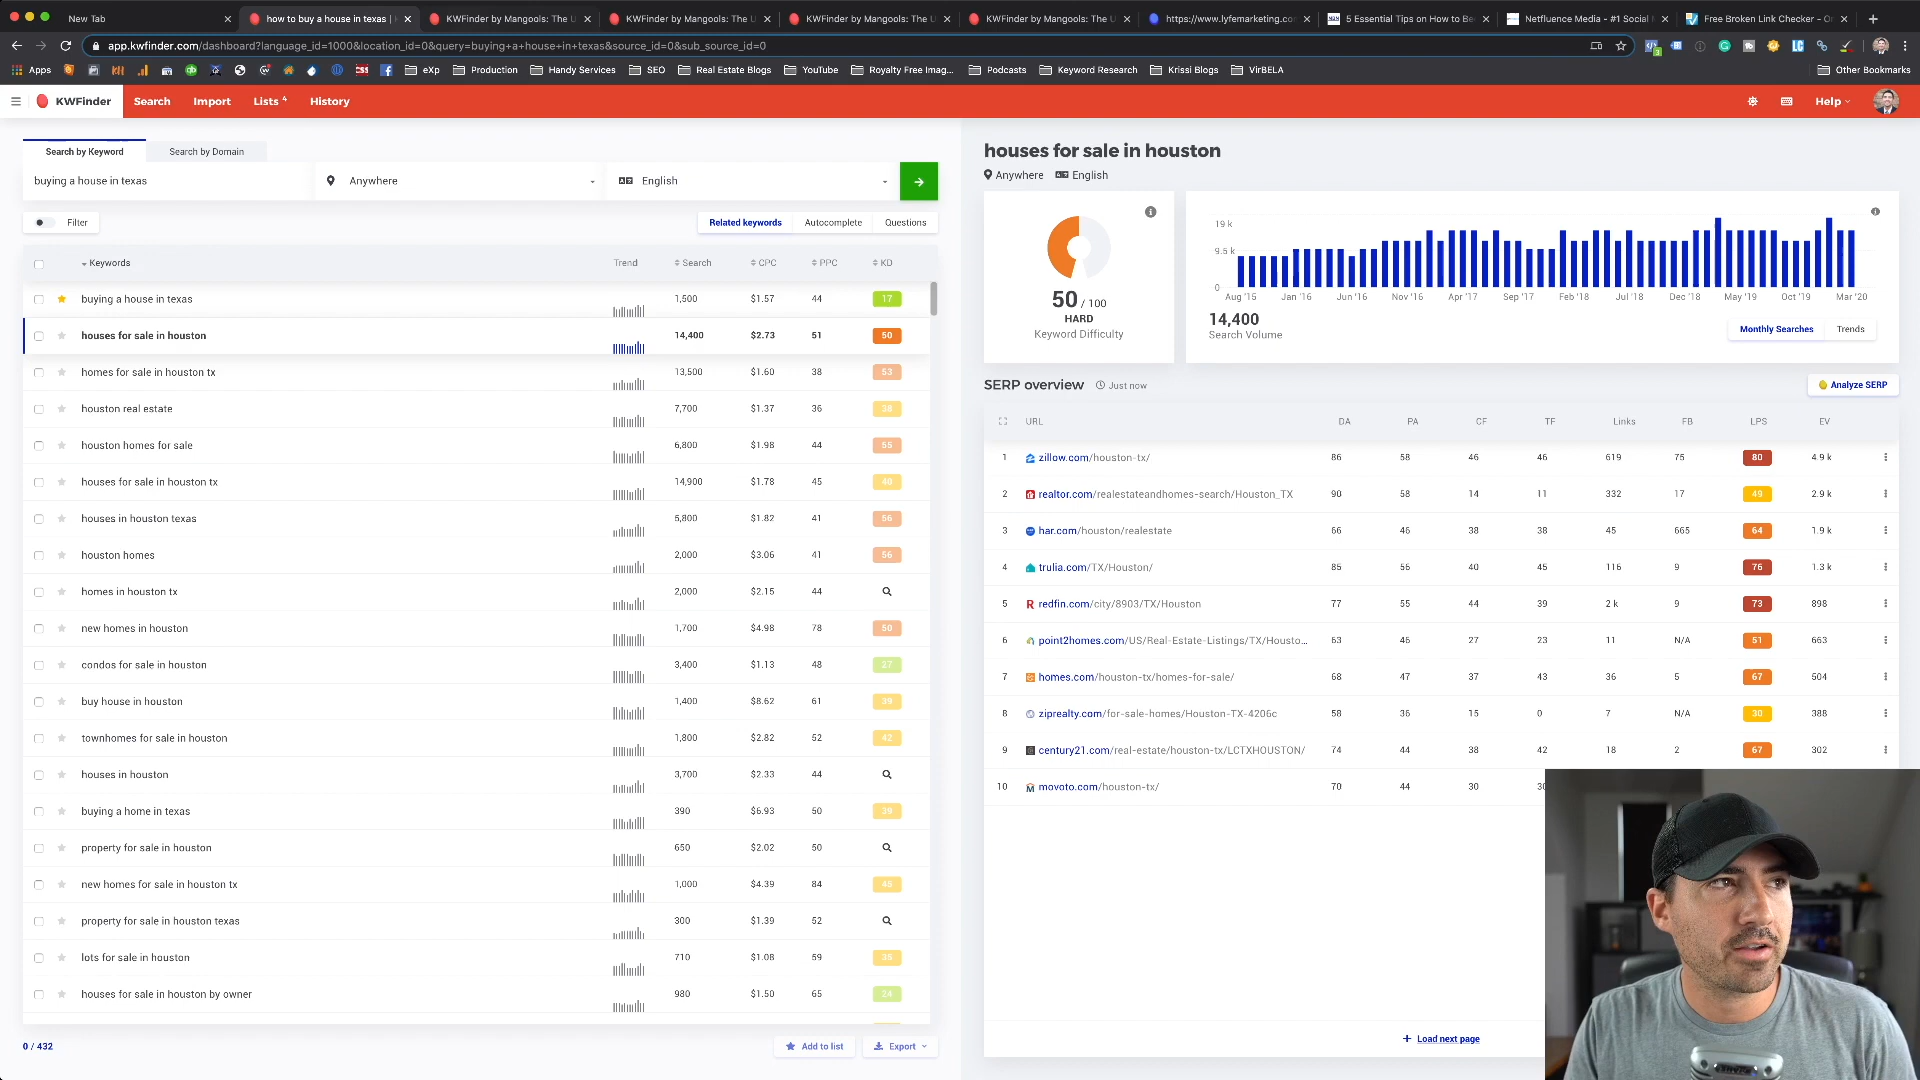 New Tab
how to buy a house in texas |
KWFinder by Mangools: The U
KWFinder by Mangools: The U
KWFinder by Mangools: The U
KWFinder by Mangools: The U
https://www.lyfemarketing.com
5 Essential Tips on How to Be
Netfluence Media - #1 Social
Free Broken Link Checker - On
app.kwfinder.com/dashboard?language_id=1000&location_id=0&query=buying+a+house+in+texas&source_id=0&sub_source_id=0
Apps eXp Production Handy Services SEO Real Estate Blogs YouTube Royalty Free Imag... Podcasts Keyword Research Krissi Blogs VirBELA Other Bookmarks
KWFinder Search Import Lists 4 History Help
Search by Keyword Search by Domain
buying a house in texas Anywhere English
Filter Related keywords Autocomplete Questions
Keywords Trend Search CPC PPC KD
buying a house in texas 1,500 $1.57 44 17
houses for sale in houston 14,400 $2.73 51 50
homes for sale in houston tx 13,500 $1.60 38 53
houston real estate 7,700 $1.37 36
houston homes for sale 6,800 $1.98 44 55
houses for sale in houston tx 14,900 $1.78 45 40
houses in houston texas 5,800 $1.82 41 56
houston homes 2,000 $3.06 41 56
homes in houston tx 2,000 $2.15 44
new homes in houston 1,700 $4.98 78 50
condos for sale in houston 3,400 $1.13 48 27
buy house in houston 1,400 $8.62 61 39
townhomes for sale in houston 1,800 $2.82 52 42
houses in houston 3,700 $2.33 44
buying a home in texas 390 $6.93 50 39
property for sale in houston 650 $2.02 50
new homes for sale in houston tx 1,000 $4.39 84
property for sale in houston texas 300 $1.39 52
lots for sale in houston 710 $1.08 59 35
houses for sale in houston by owner 980 $1.50 65 24
0 / 432 Add to list Export
houses for sale in houston
Anywhere English
50 / 100
HARD
Keyword Difficulty
19 k
9.5 k
0
Aug '15 Jan '16 Jun '16 Nov '16 Apr '17 Sep '17 Feb '18 Jul '18 Dec '18 May '19 Oct '19 Mar '20
14,400
Search Volume
Monthly Searches Trends
SERP overview Just now Analyze SERP
URL DA PA CF TF Links FB LPS EV
1 zillow.com/houston-tx/ 86 58 46 46 619 75 80 4.9 k
2 realtor.com/realestateandhomes-search/Houston_TX 90 58 14 11 332 17 49 2.9 k
3 har.com/houston/realestate 66 46 38 38 45 665 64 1.9 k
4 trulia.com/TX/Houston/ 85 56 40 45 116 9 76 1.3 k
5 redfin.com/city/8903/TX/Houston 77 55 44 39 2 k 9 73 898
6 point2homes.com/US/Real-Estate-Listings/TX/Housto... 63 46 27 23 11 N/A 51 663
7 homes.com/houston-tx/homes-for-sale/ 68 47 37 43 36 5 67 504
8 ziprealty.com/for-sale-homes/Houston-TX-4206c 58 36 15 0 7 N/A 30 388
9 century21.com/real-estate/houston-tx/LCTXHOUSTON/ 74 44 38 42 18 2 67 302
10 movoto.com/houston-tx/ 70 44 30
Load next page